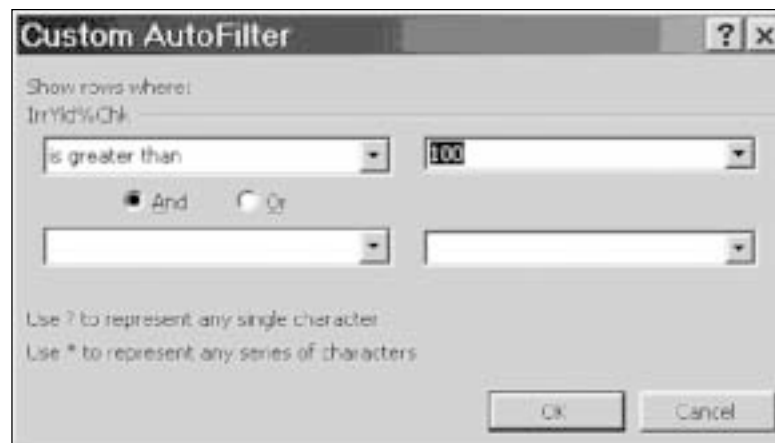 Custom AutoFilter ? ×
Show rows where:
IrrYld%Chk
is greater than 100
And Or
Use ? to represent any single character
Use * to represent any series of characters
OK Cancel